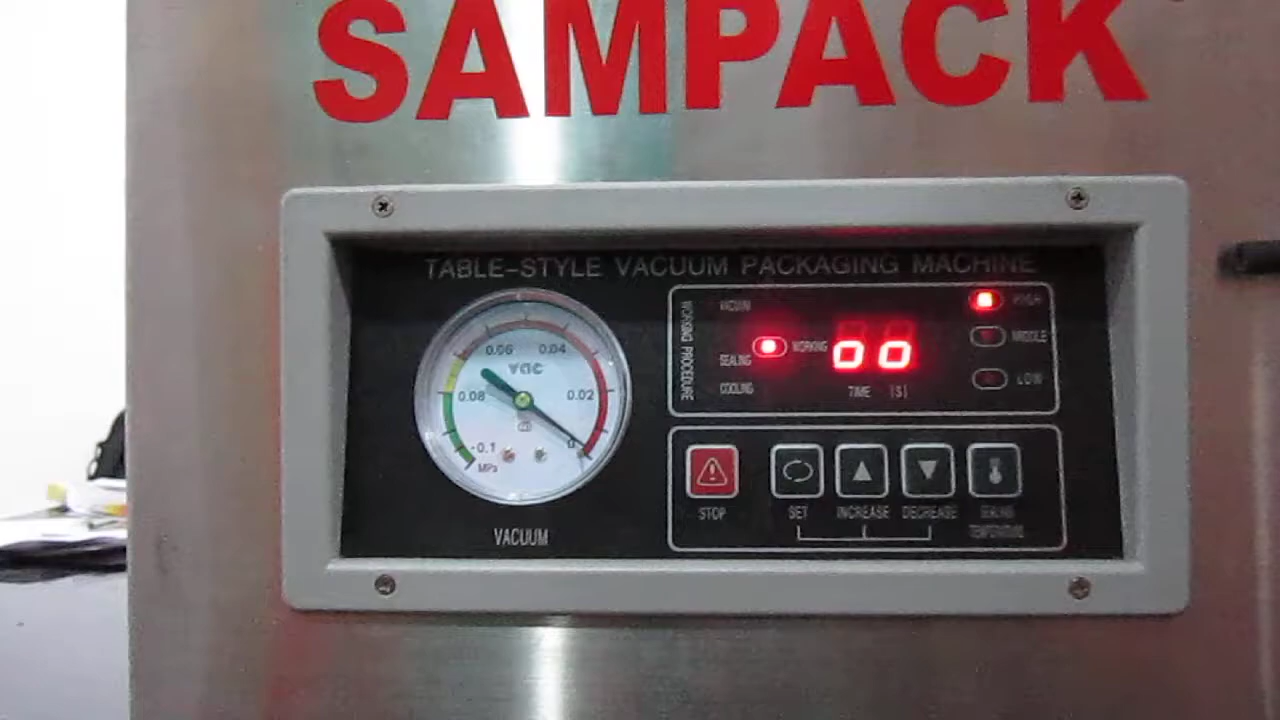 SAMPACK
TABLE-STYLE VACUUM PACKAGING MACHINE
0.06 0.04
vac
0.08 0.02
-0.1 0
MPa
VACUUM
WORKING PROCEDURE
VACUUM
SEALING
COOLING
WORKING
00
TIME (S)
HIGH
MIDDLE
LOW
STOP
SET
INCREASE
DECREASE
SEALING
TEMPERATURE